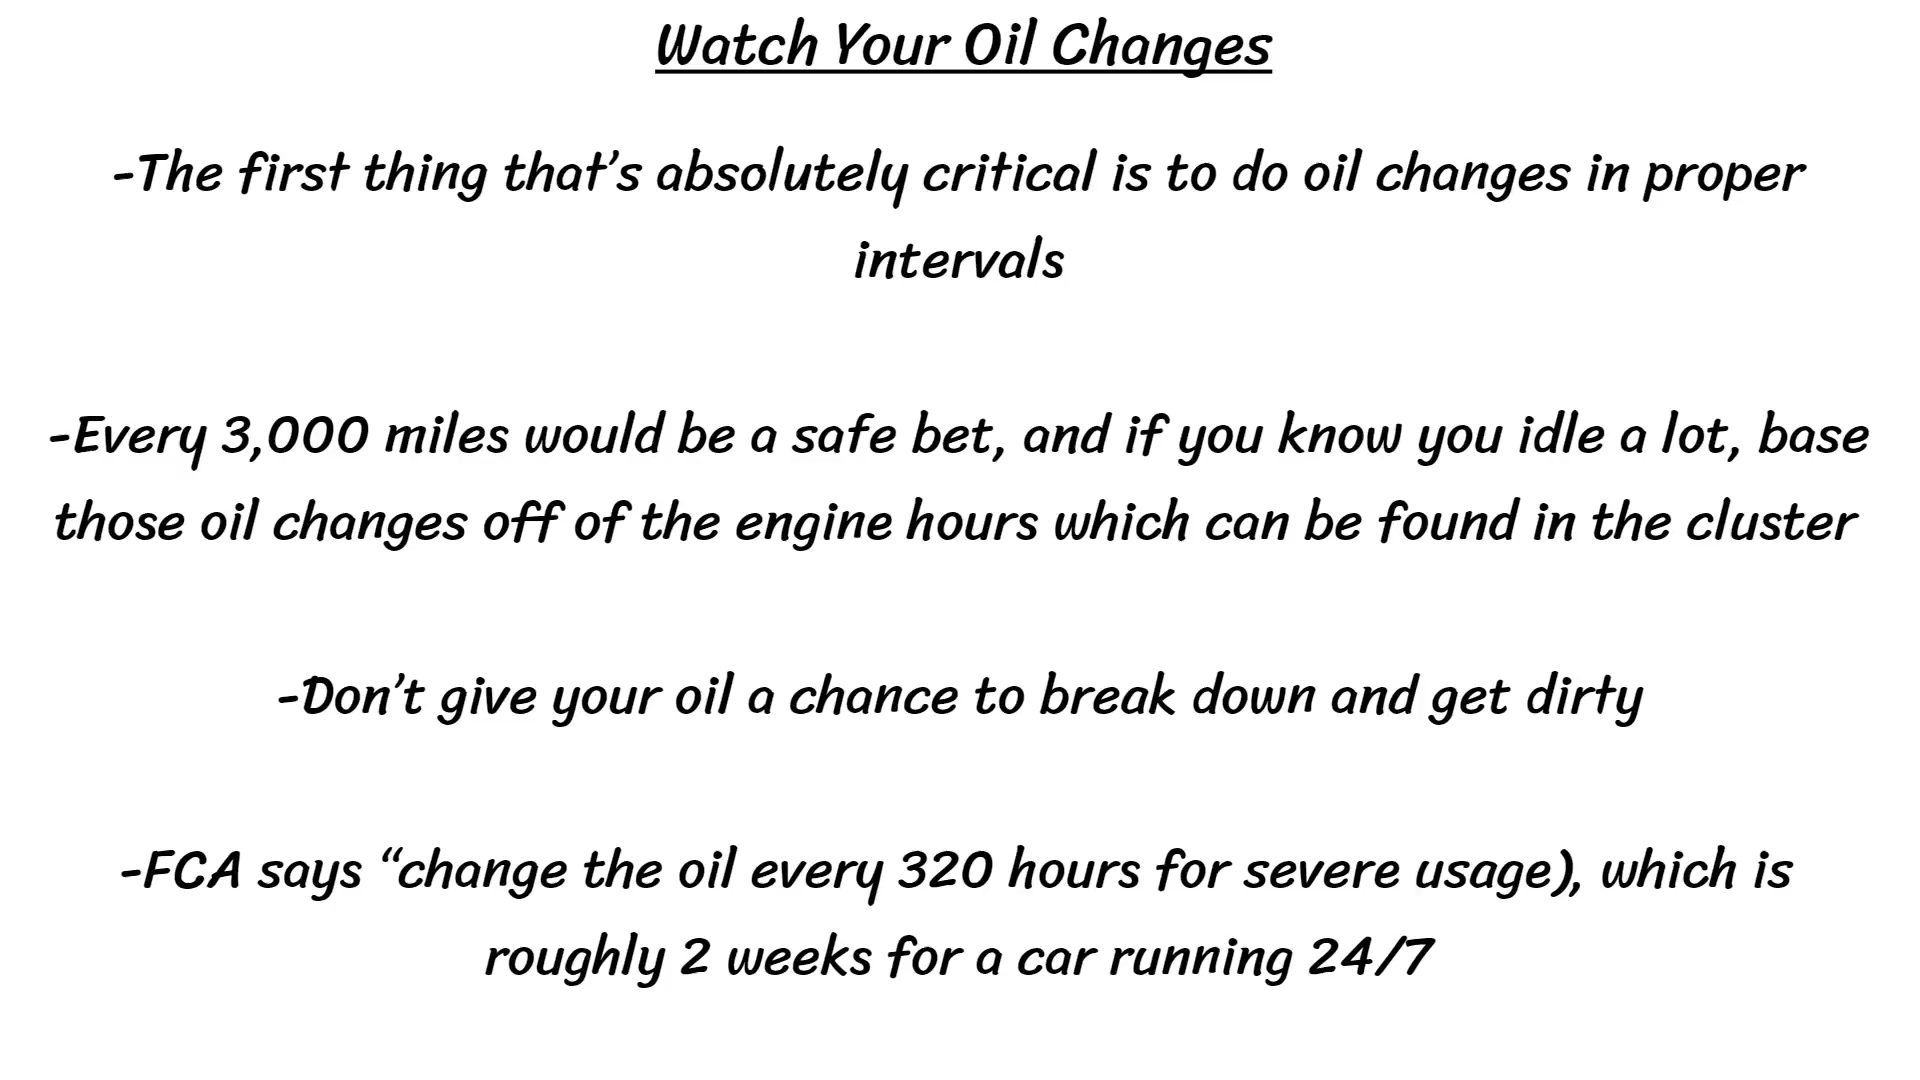 Watch Your Oil Changes
-The first thing that’s absolutely critical is to do oil changes in proper
intervals
-Every 3,000 miles would be a safe bet, and if you know you idle a lot, base
those oil changes off of the engine hours which can be found in the cluster
-Don’t give your oil a chance to break down and get dirty
-FCA says “change the oil every 320 hours for severe usage), which is
roughly 2 weeks for a car running 24/7